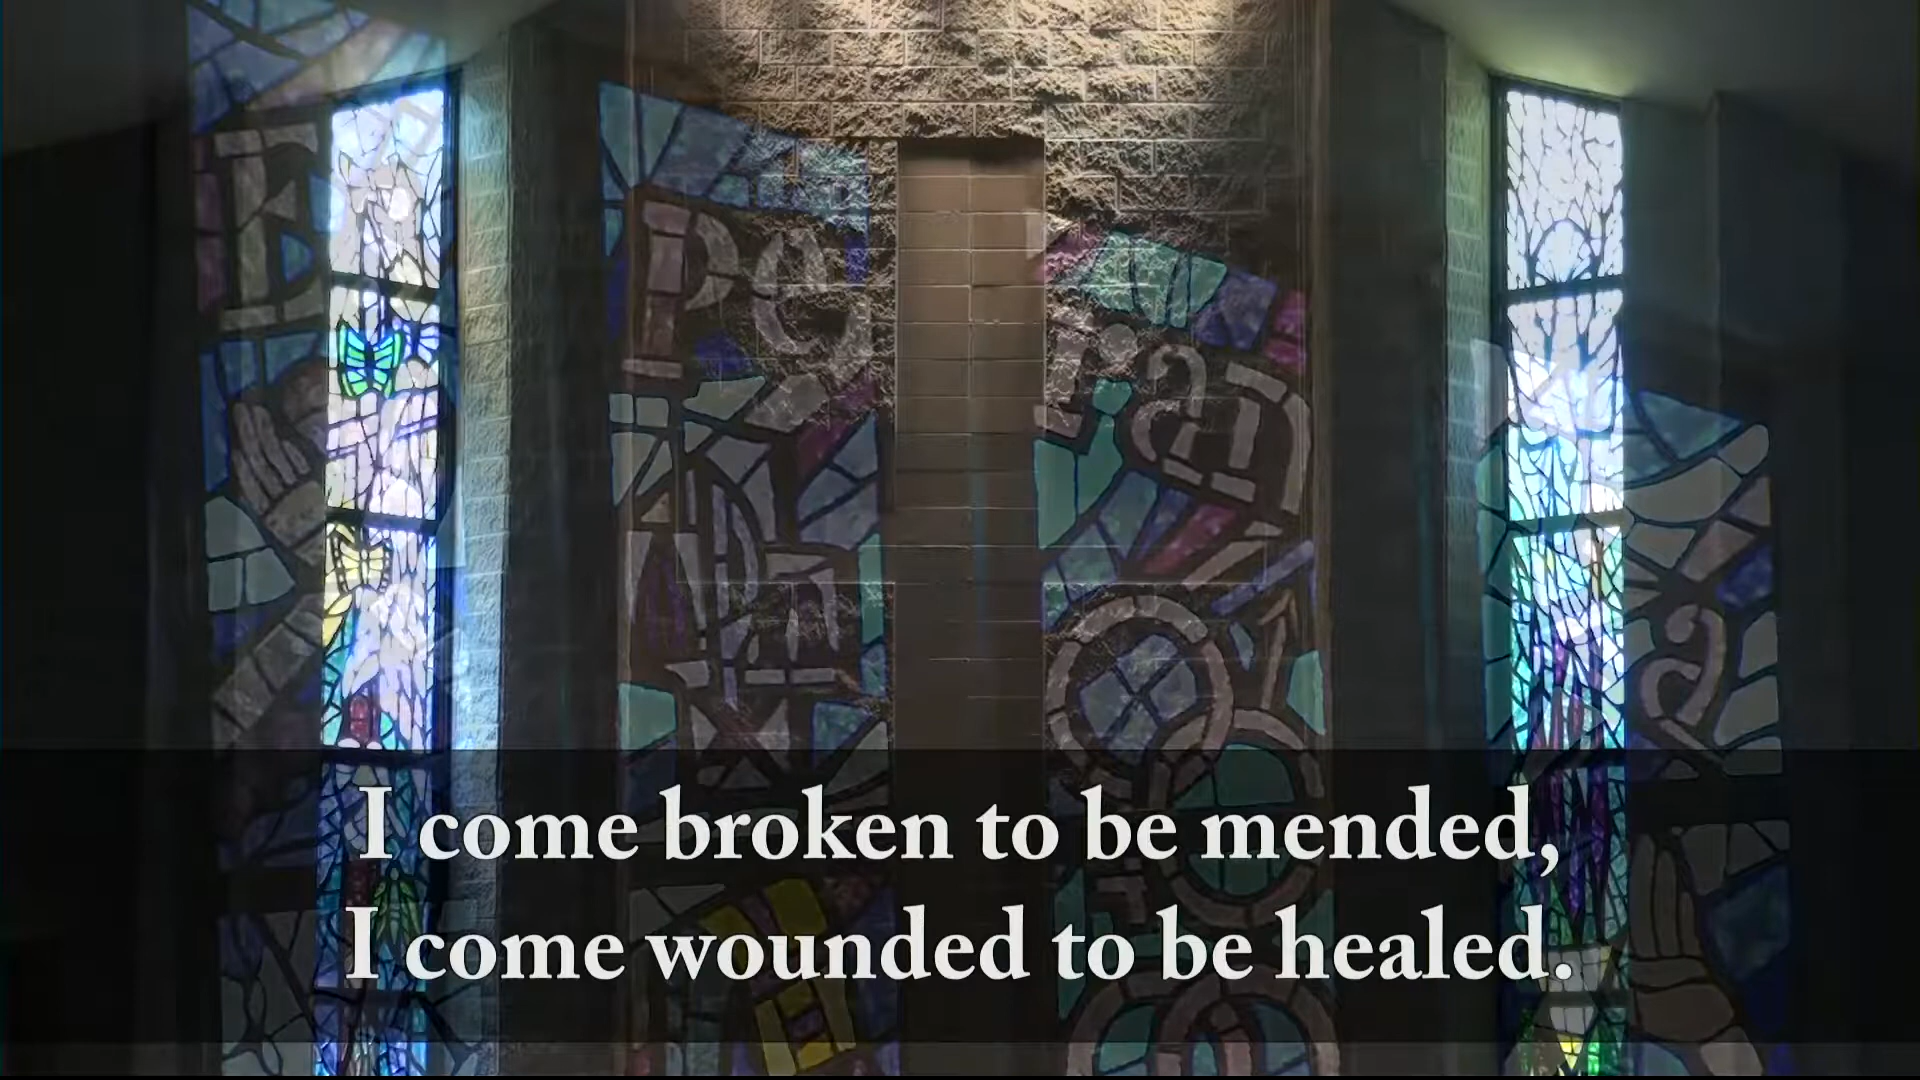 I come broken to be mended,
I come wounded to be healed.